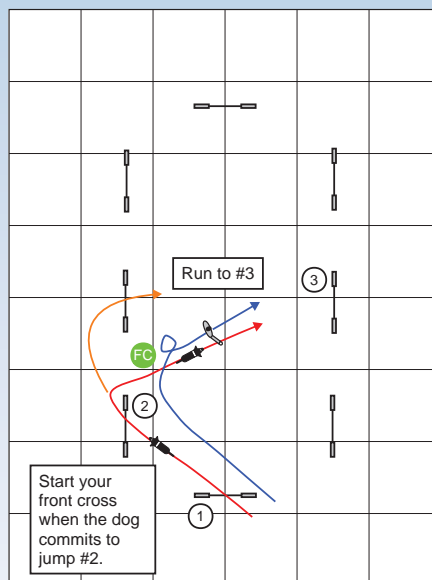 Run to #3
3
FC
2
Start your
front cross
when the dog
commits to
jump #2.
1